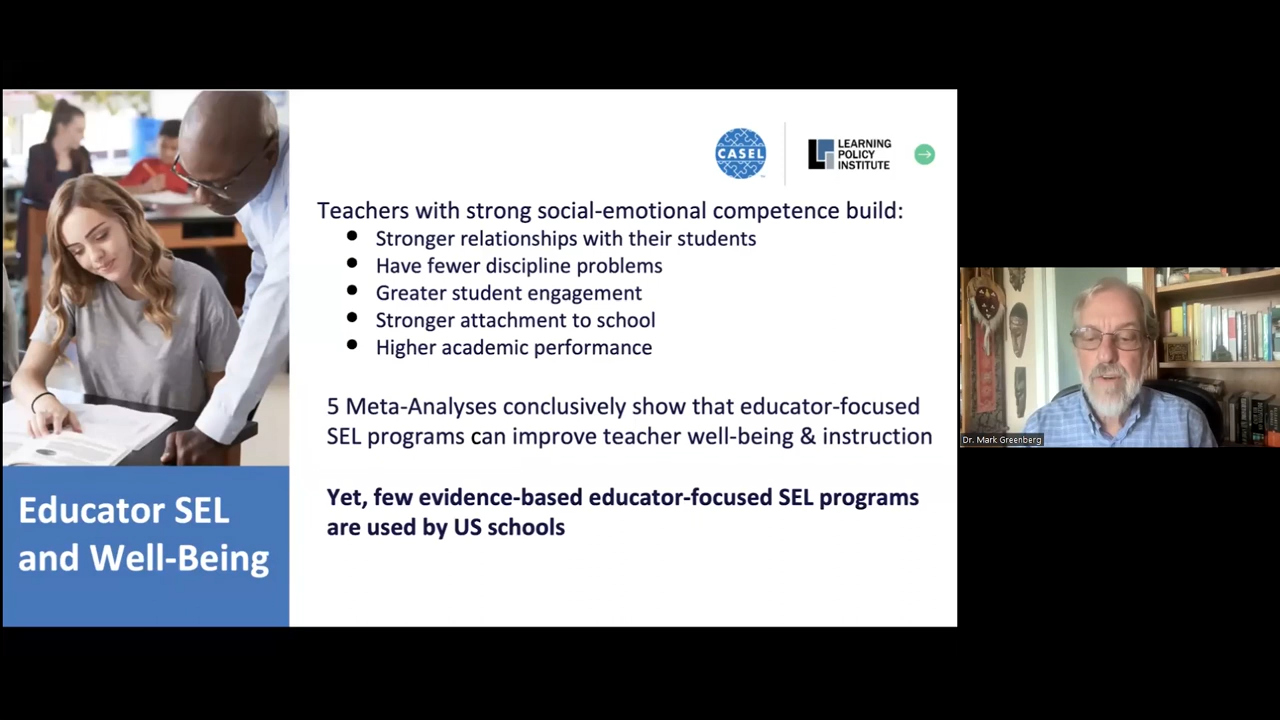 CASEL
LEARNING
POLICY
INSTITUTE
Teachers with strong social-emotional competence build:
● Stronger relationships with their students
● Have fewer discipline problems
● Greater student engagement
● Stronger attachment to school
● Higher academic performance
5 Meta-Analyses conclusively show that educator-focused
SEL programs can improve teacher well-being & instruction
Yet, few evidence-based educator-focused SEL programs
are used by US schools
Educator SEL
and Well-Being
Dr. Mark Greenberg